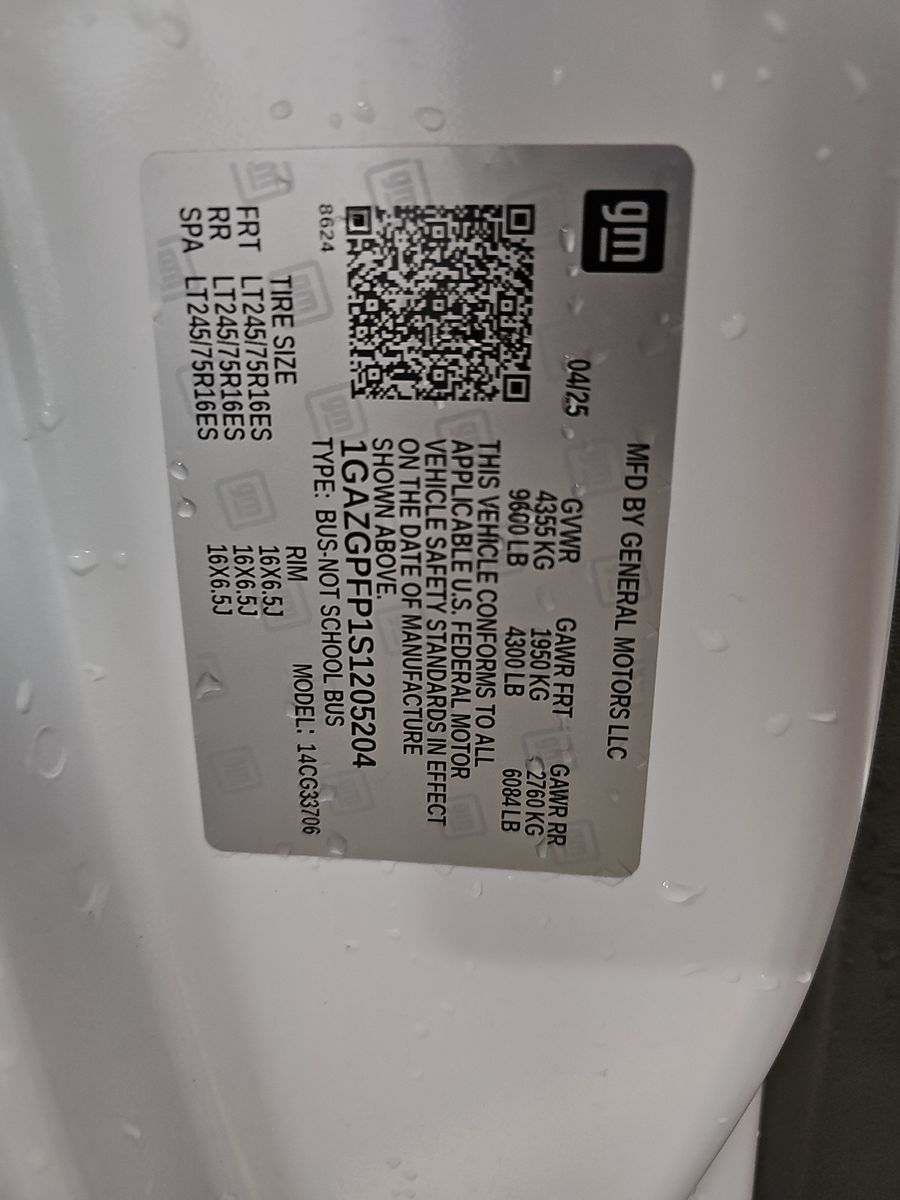 gm
MFD BY GENERAL MOTORS LLC
04/25
GVWR GAWR FRT GAWR RR
4355 KG 1950 KG 2760 KG
9600 LB 4300 LB 6084 LB
THIS VEHICLE CONFORMS TO ALL
APPLICABLE U.S. FEDERAL MOTOR
VEHICLE SAFETY STANDARDS IN EFFECT
ON THE DATE OF MANUFACTURE
SHOWN ABOVE.
1GAZGPFP1S1205204
8624
TYPE: BUS-NOT SCHOOL BUS
MODEL: 14CG33706
TIRE SIZE RIM
FRT LT245/75R16ES 16X6.5J
RR LT245/75R16ES 16X6.5J
SPA LT245/75R16ES 16X6.5J